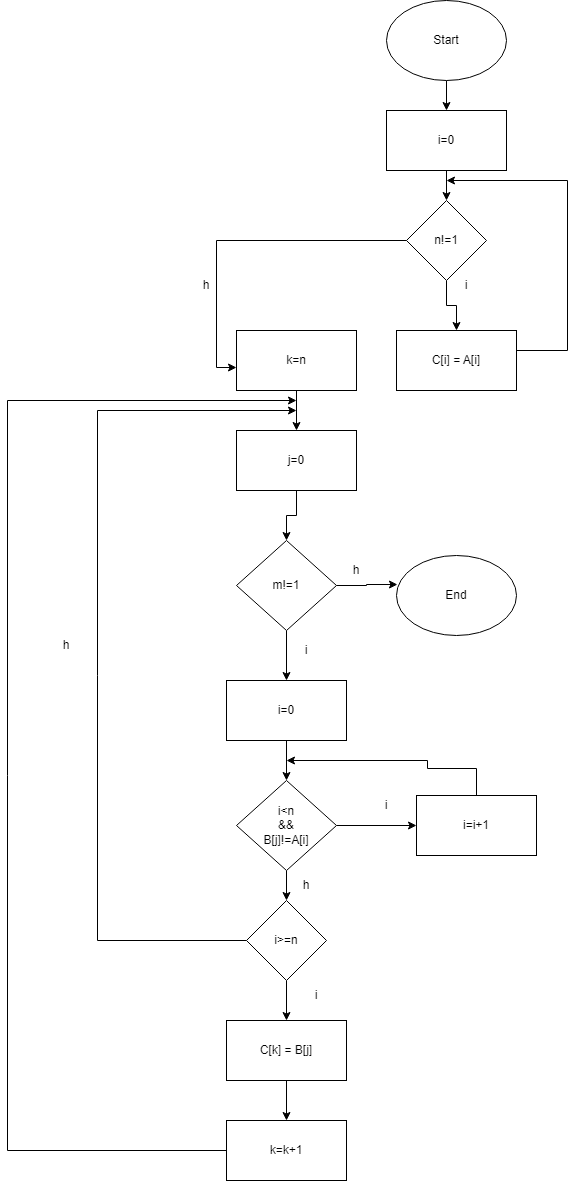 Start
i=0
n!=1
h
i
k=n
C[i] = A[i]
j=0
m!=1
h
End
h
i
i=0
i<n
&&
B[j]!=A[i]
i
i=i+1
h
i>=n
i
C[k] = B[j]
k=k+1